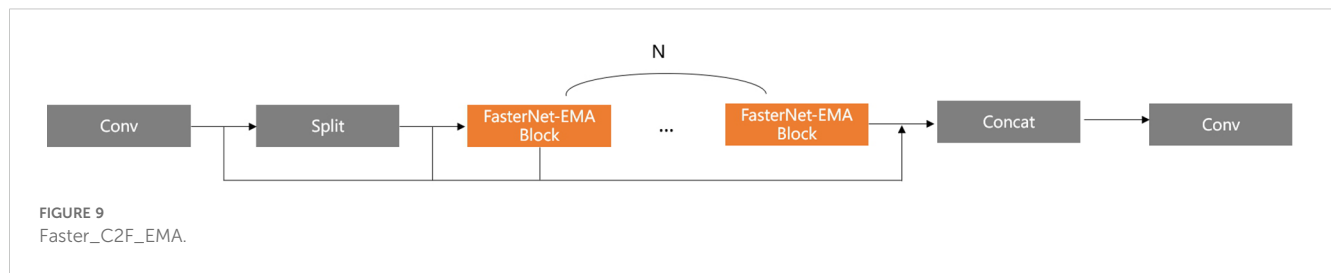 N
Conv
Split
FasterNet-EMA
Block
...
FasterNet-EMA
Block
Concat
Conv
FIGURE 9
Faster_C2F_EMA.